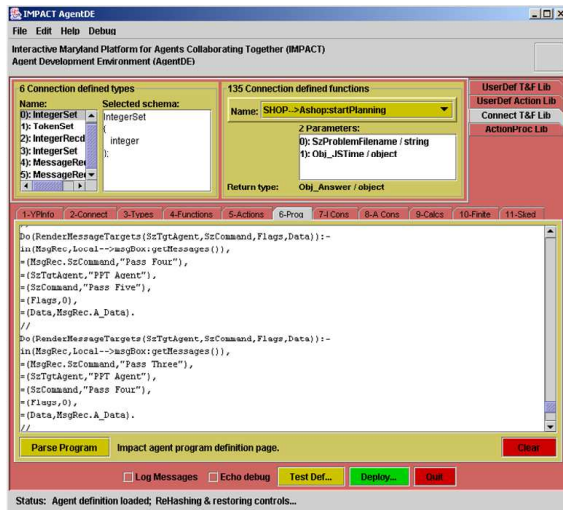 IMPACT AgentDE
File Edit Help Debug
Interactive Maryland Platform for Agents Collaborating Together (IMPACT)
Agent Development Environment (AgentDE)
6 Connection defined types
Name: Selected schema:
0): IntegerSet
1): TokenSet
2): IntegerRecd
3): IntegerSet
4): MessageRec
5): MessageRec
IntegerSet
(
integer
);
135 Connection defined functions
Name: SHOP-->Ashop:startPlanning
2 Parameters:
0): SzProblemFilename / string
1): Obj_JSTime / object
Return type: Obj_Answer / object
UserDef T&F Lib
UserDef Action Lib
Connect T&F Lib
ActionProc Lib
1-YPInfo 2-Connect 3-Types 4-Functions 5-Actions 6-Prog 7-I Cons 8-A Cons 9-Calcs 10-Finite 11-Sked
//
Do(RenderMessageTargets(SzTgtAgent,SzCommand,Flags,Data)):-
in(MsgRec,Local-->msgBox:getMessages()),
=(MsgRec.SzCommand,"Pass Four"),
=(SzTgtAgent,"PPT Agent"),
=(SzCommand,"Pass Five"),
=(Flags,0),
=(Data,MsgRec.A_Data).
//
Do(RenderMessageTargets(SzTgtAgent,SzCommand,Flags,Data)):-
in(MsgRec,Local-->msgBox:getMessages()),
=(MsgRec.SzCommand,"Pass Three"),
=(SzTgtAgent,"PPT Agent"),
=(SzCommand,"Pass Four"),
=(Flags,0),
=(Data,MsgRec.A_Data).
//
Parse Program Impact agent program definition page. Clear
Log Messages Echo debug Test Def... Deploy... Quit
Status: Agent definition loaded; ReHashing & restoring controls...